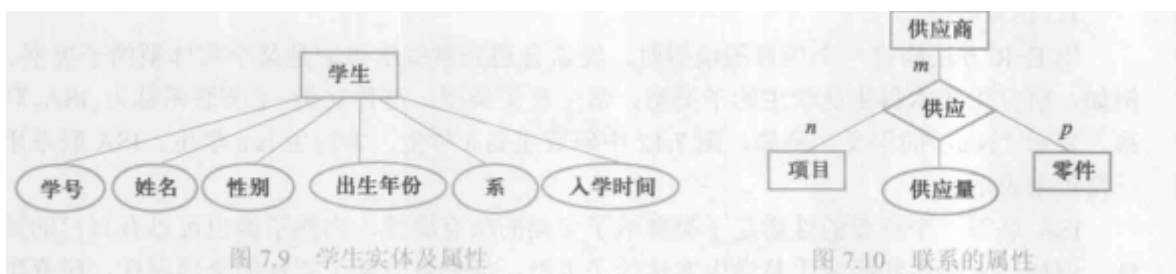 学生
学号 姓名 性别 出生年份 系 入学时间
图 7.9 学生实体及属性
供应商
m
供应
n p
项目 零件
供应量
图 7.10 联系的属性